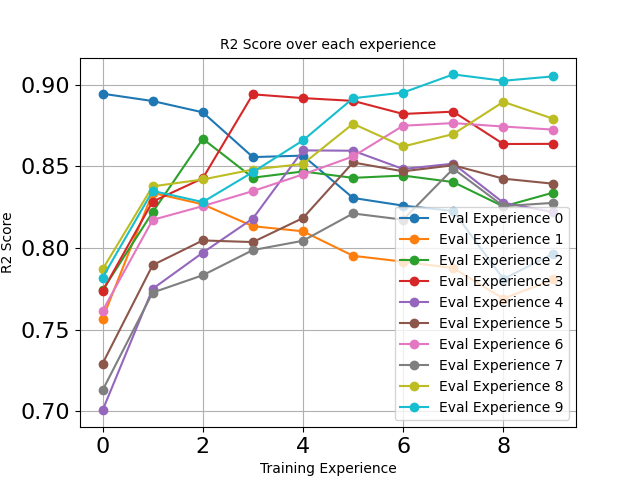 R2 Score over each experience
R2 Score
0.90
0.85
0.80
0.75
0.70
0
2
4
6
8
Training Experience
Eval Experience 0
Eval Experience 1
Eval Experience 2
Eval Experience 3
Eval Experience 4
Eval Experience 5
Eval Experience 6
Eval Experience 7
Eval Experience 8
Eval Experience 9